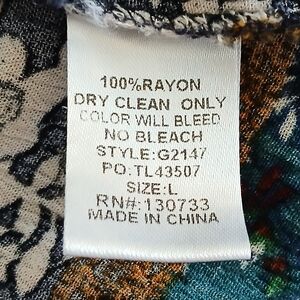 100%RAYON
DRY CLEAN ONLY
COLOR WILL BLEED
NO BLEACH
STYLE:G2147
PO:TL43507
SIZE:L
RN#:130733
MADE IN CHINA